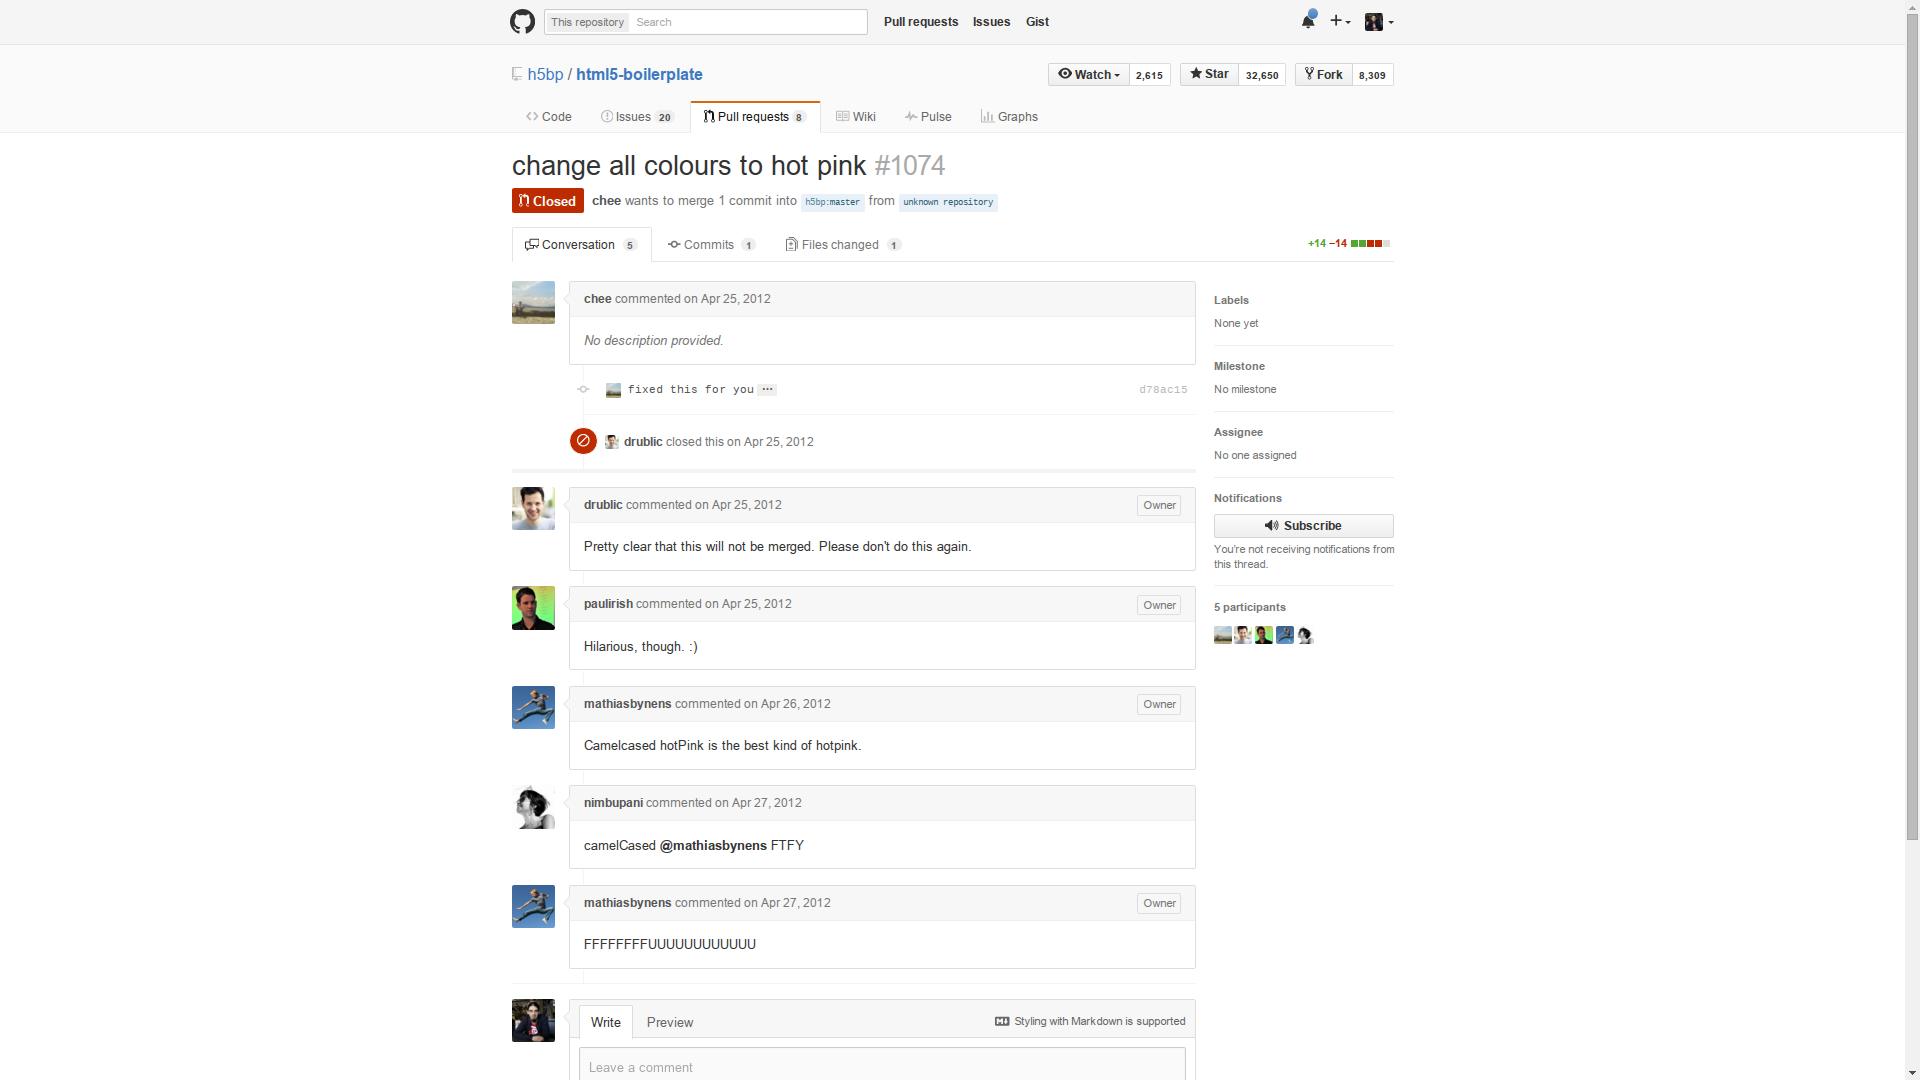 This repository Search Pull requests Issues Gist
h5bp / html5-boilerplate Watch 2,615 Star 32,650 Fork 8,309
Code Issues 20 Pull requests 8 Wiki Pulse Graphs
change all colours to hot pink #1074
Closed chee wants to merge 1 commit into h5bp:master from unknown repository
Conversation 5 Commits 1 Files changed 1 +14 −14
chee commented on Apr 25, 2012
No description provided.
fixed this for you … d78ac15
drublic closed this on Apr 25, 2012
drublic commented on Apr 25, 2012 Owner
Pretty clear that this will not be merged. Please don't do this again.
paulirish commented on Apr 25, 2012 Owner
Hilarious, though. :)
mathiasbynens commented on Apr 26, 2012 Owner
Camelcased hotPink is the best kind of hotpink.
nimbupani commented on Apr 27, 2012
camelCased @mathiasbynens FTFY
mathiasbynens commented on Apr 27, 2012 Owner
FFFFFFFFUUUUUUUUUUUU
Write Preview Styling with Markdown is supported
Leave a comment
Labels
None yet
Milestone
No milestone
Assignee
No one assigned
Notifications
Subscribe
You're not receiving notifications from
this thread.
5 participants